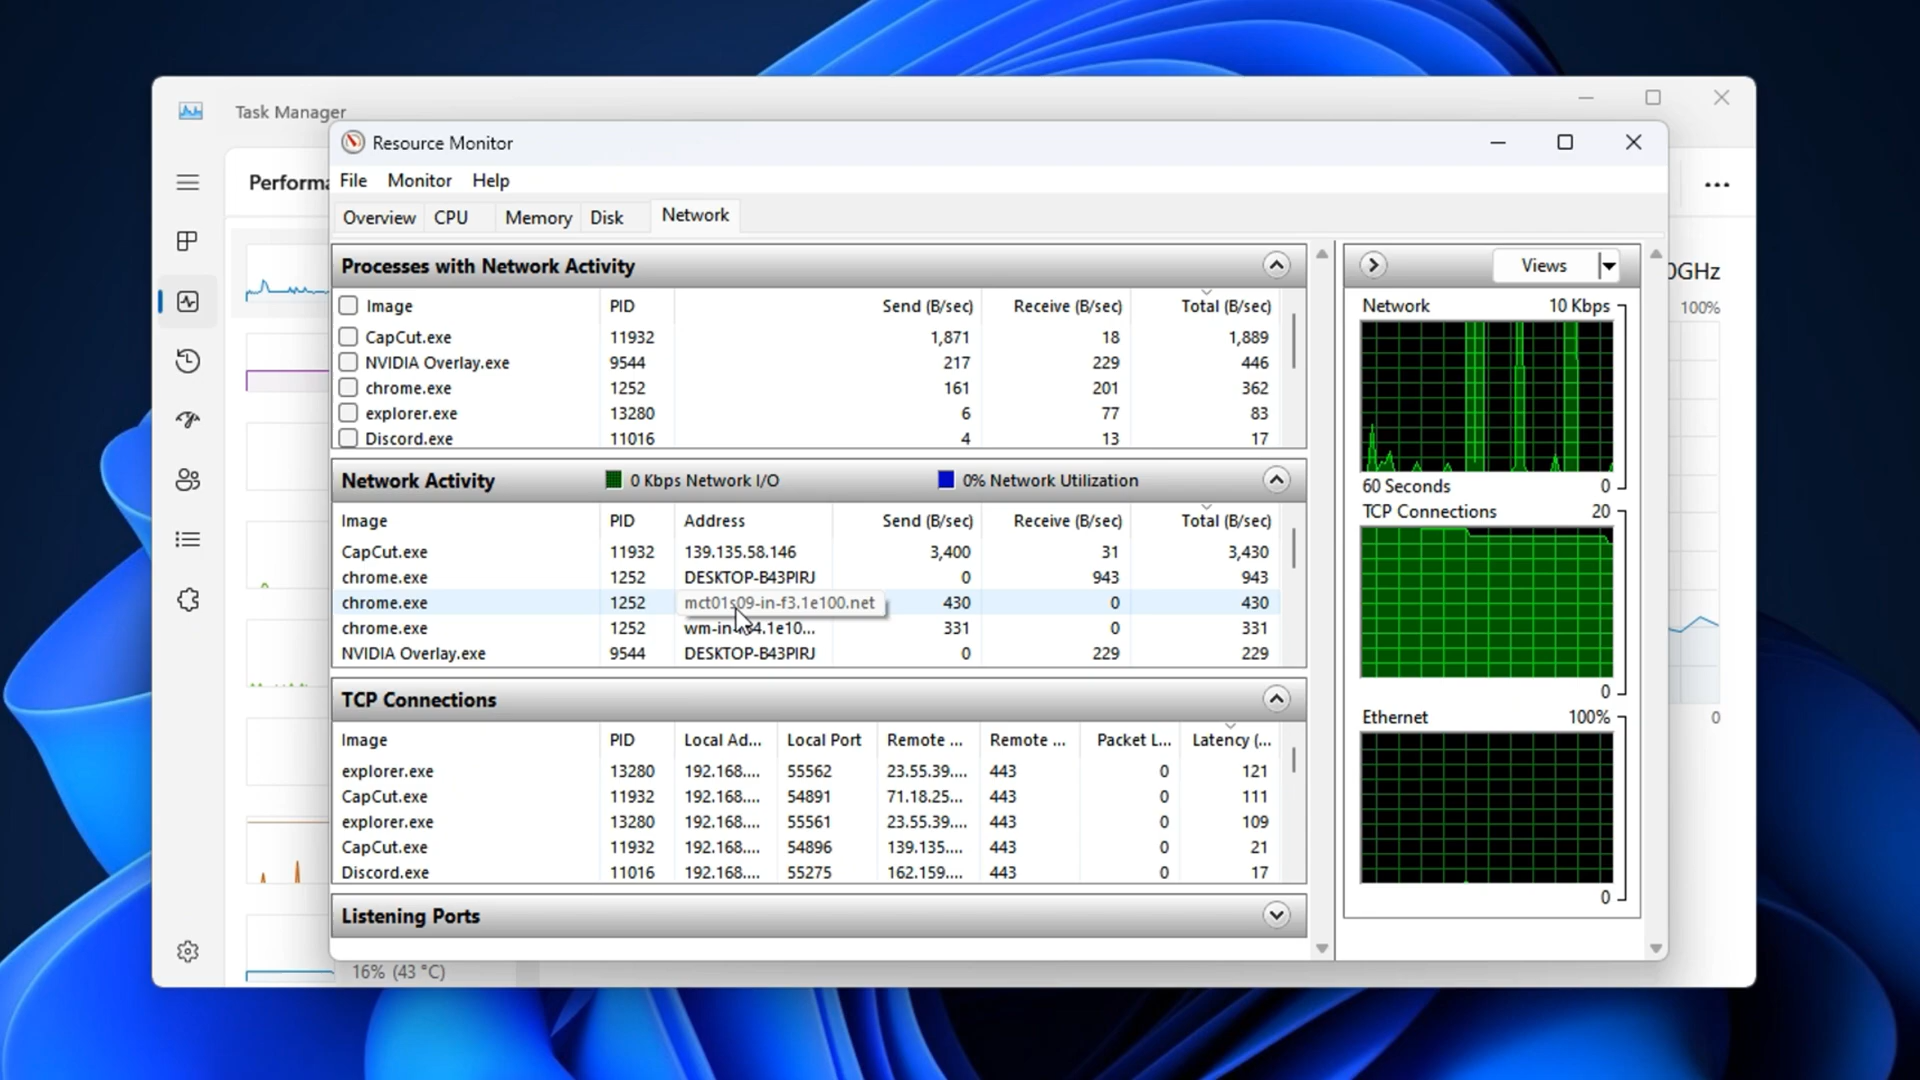 Task Manager
Resource Monitor
Performa
File Monitor Help
Overview CPU Memory Disk Network
Processes with Network Activity
Image PID Send (B/sec) Receive (B/sec) Total (B/sec)
CapCut.exe 11932 1,871 18 1,889
NVIDIA Overlay.exe 9544 217 229 446
chrome.exe 1252 161 201 362
explorer.exe 13280 6 77 83
Discord.exe 11016 4 13 17
Network Activity 0 Kbps Network I/O 0% Network Utilization
Image PID Address Send (B/sec) Receive (B/sec) Total (B/sec)
CapCut.exe 11932 139.135.58.146 3,400 31 3,430
chrome.exe 1252 DESKTOP-B43PIRJ 0 943 943
chrome.exe 1252 mct01s09-in-f3.1e100.net 430 0 430
chrome.exe 1252 331 0 331
NVIDIA Overlay.exe 9544 DESKTOP-B43PIRJ 0 229 229
TCP Connections
Image PID Local Ad... Local Port Remote ... Remote ... Packet L... Latency (...
explorer.exe 13280 192.168.... 55562 23.55.39.... 443 0 121
CapCut.exe 11932 192.168.... 54891 71.18.25... 443 0 111
explorer.exe 13280 192.168.... 55561 23.55.39.... 443 0 109
CapCut.exe 11932 192.168.... 54896 139.135.... 443 0 21
Discord.exe 11016 192.168.... 55275 162.159.... 443 0 17
Listening Ports
16% (43 °C)
Views
Network 10 Kbps
60 Seconds 0
TCP Connections 20
0
Ethernet 100%
0
0GHz
100%
0